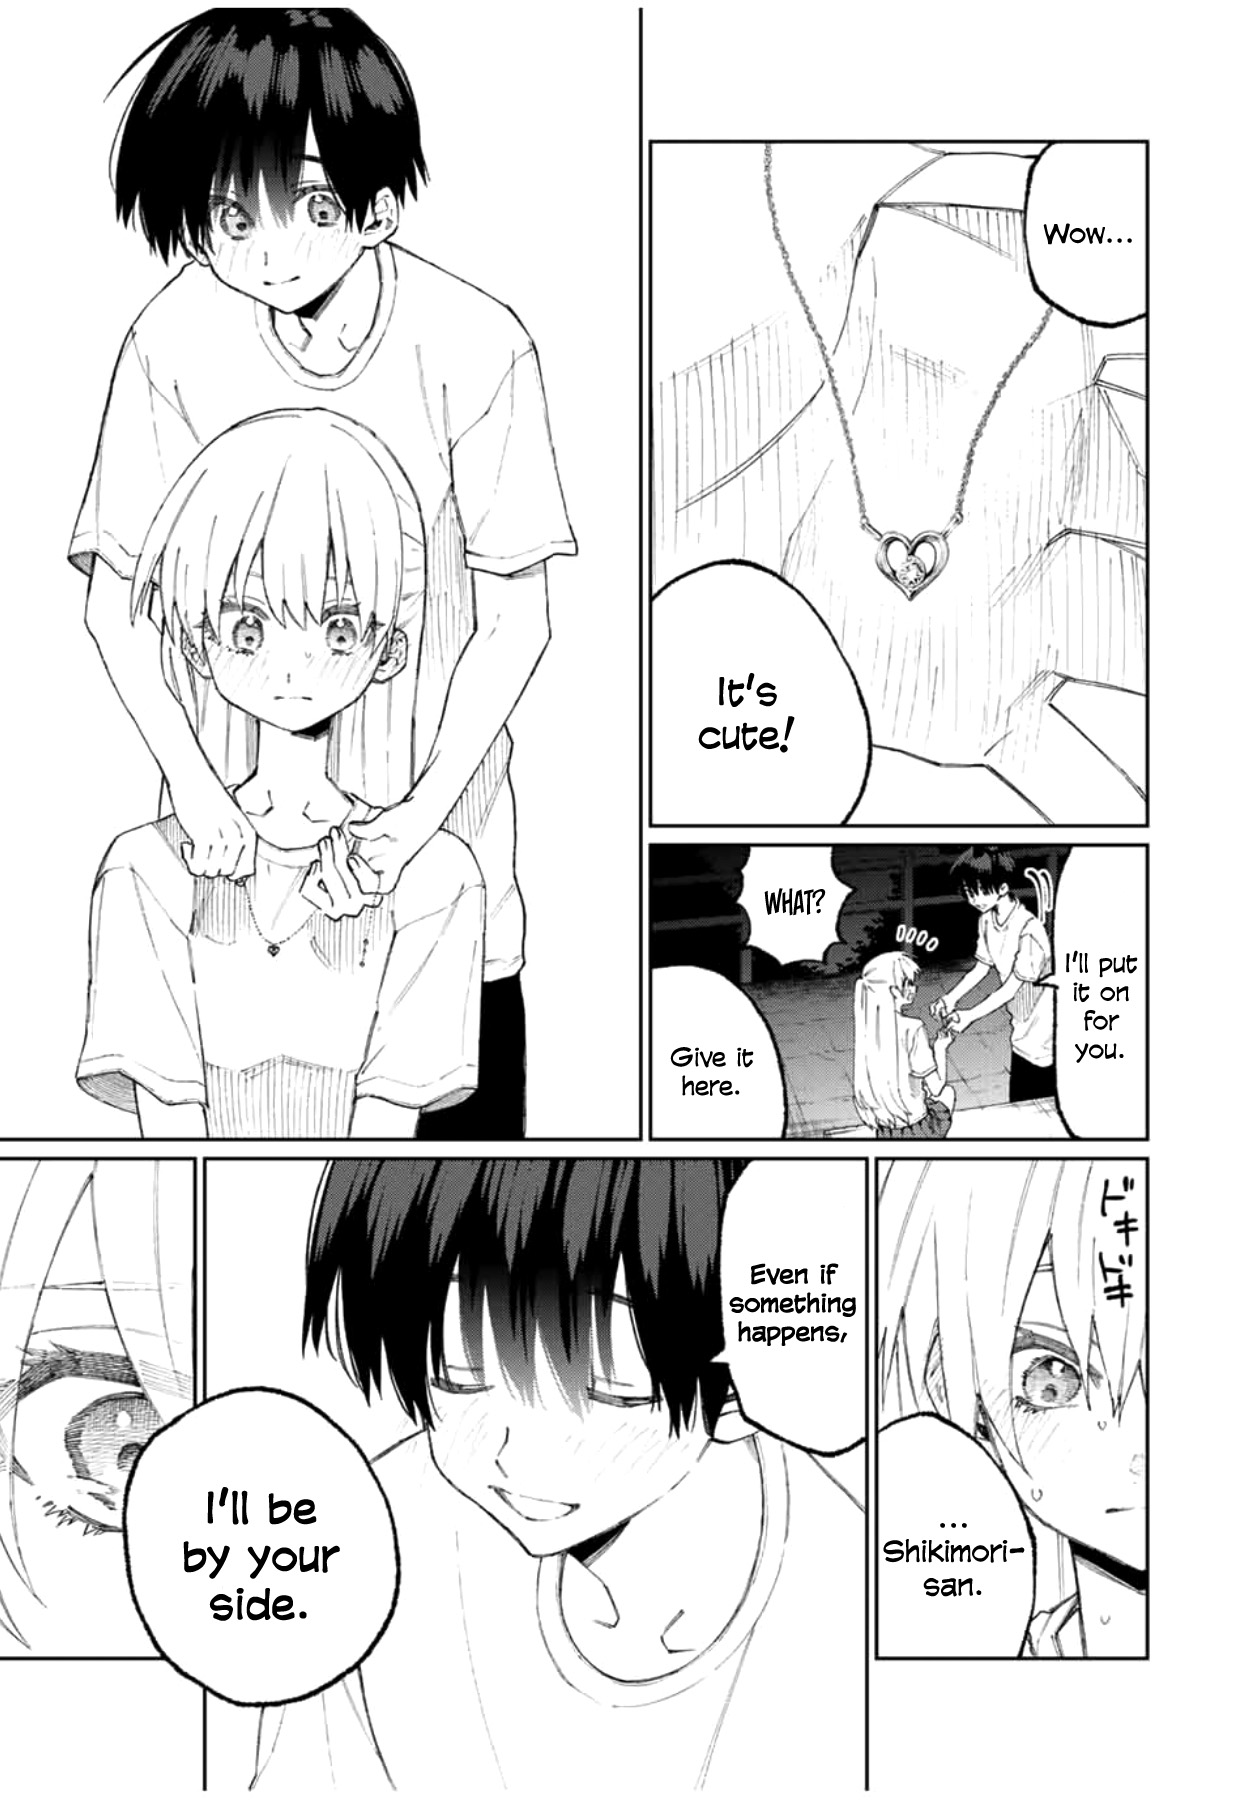 Wow...
It's
cute!
I'll put
it on
for
you.
WHAT?
Give it
here.
ドキ
ドキ
...
Shikimori-
san.
Even if
something
happens,
I'll be
by your
side.